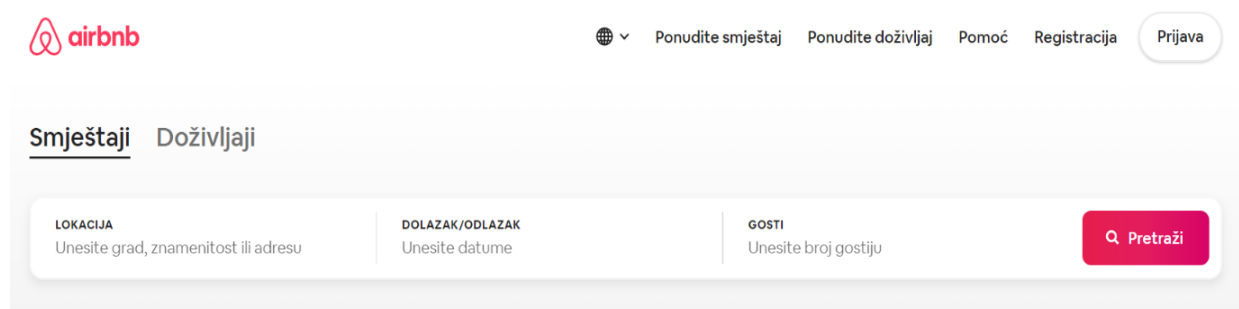 airbnb
Ponudite smještaj Ponudite doživljaj Pomoć Registracija Prijava
Smještaji Doživljaji
LOKACIJA DOLAZAK/ODLAZAK GOSTI
Unesite grad, znamenitost ili adresu Unesite datume Unesite broj gostiju
Pretraži